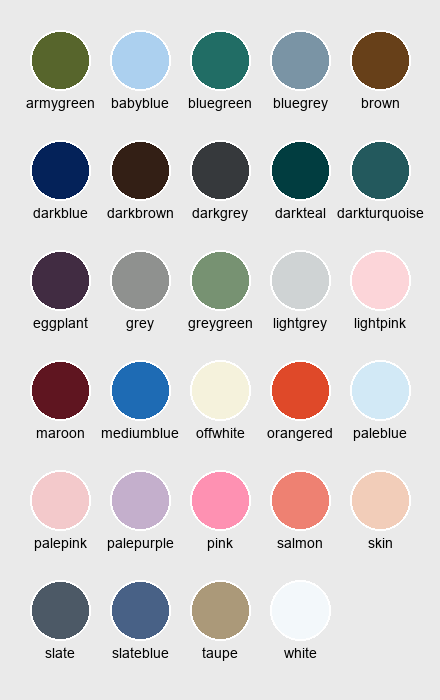 armygreen babyblue bluegreen bluegrey brown
darkblue darkbrown darkgrey darkteal darkturquoise
eggplant grey greygreen lightgrey lightpink
maroon mediumblue offwhite orangered paleblue
palepink palepurple pink salmon skin
slate slateblue taupe white